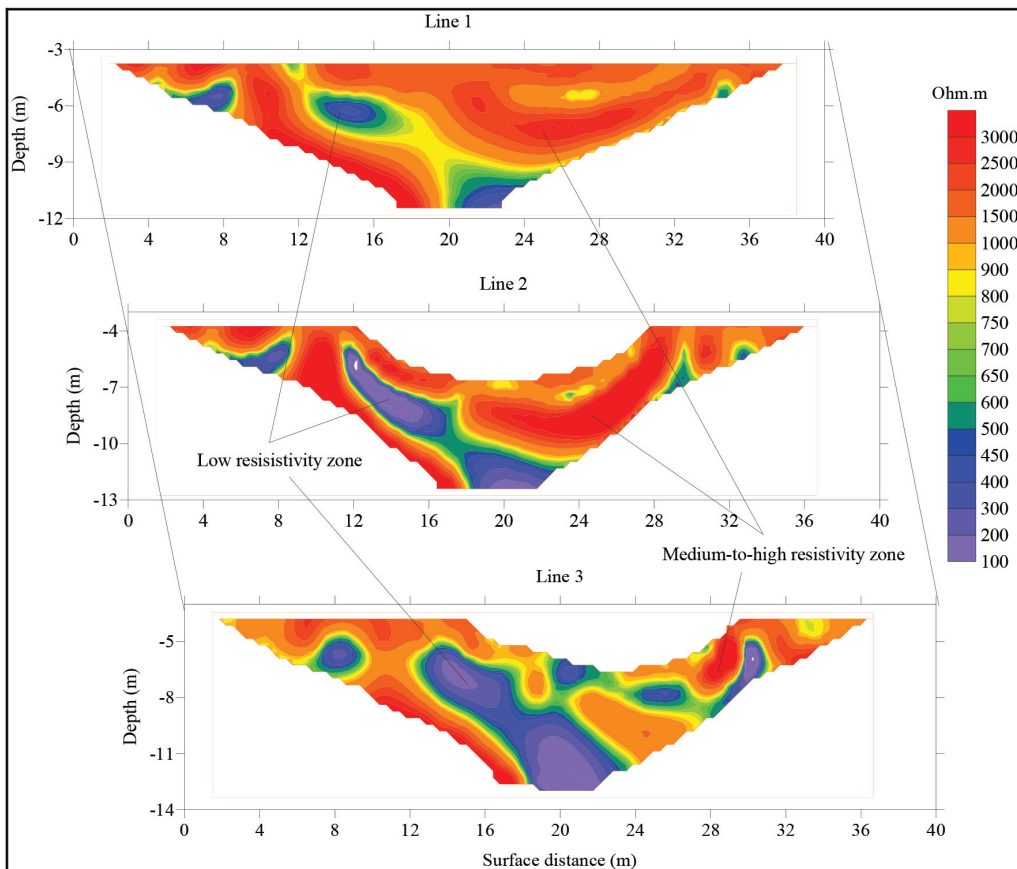 Line 1
Depth (m)
-3
-6
-9
-12
0 4 8 12 16 20 24 28 32 36 40
Ohm.m
3000
2500
2000
1500
1000
900
800
750
650
600
500
400
300
200
100
Line 2
Depth (m)
-4
-7
-10
-13
0 4 8 12 16 20 24 28 32 36 40
Low resisistivity zone
Medium-to-high resistivity zone
Line 3
Depth (m)
-5
-8
-11
-14
0 4 8 12 16 20 24 28 32 36 40
Surface distance (m)